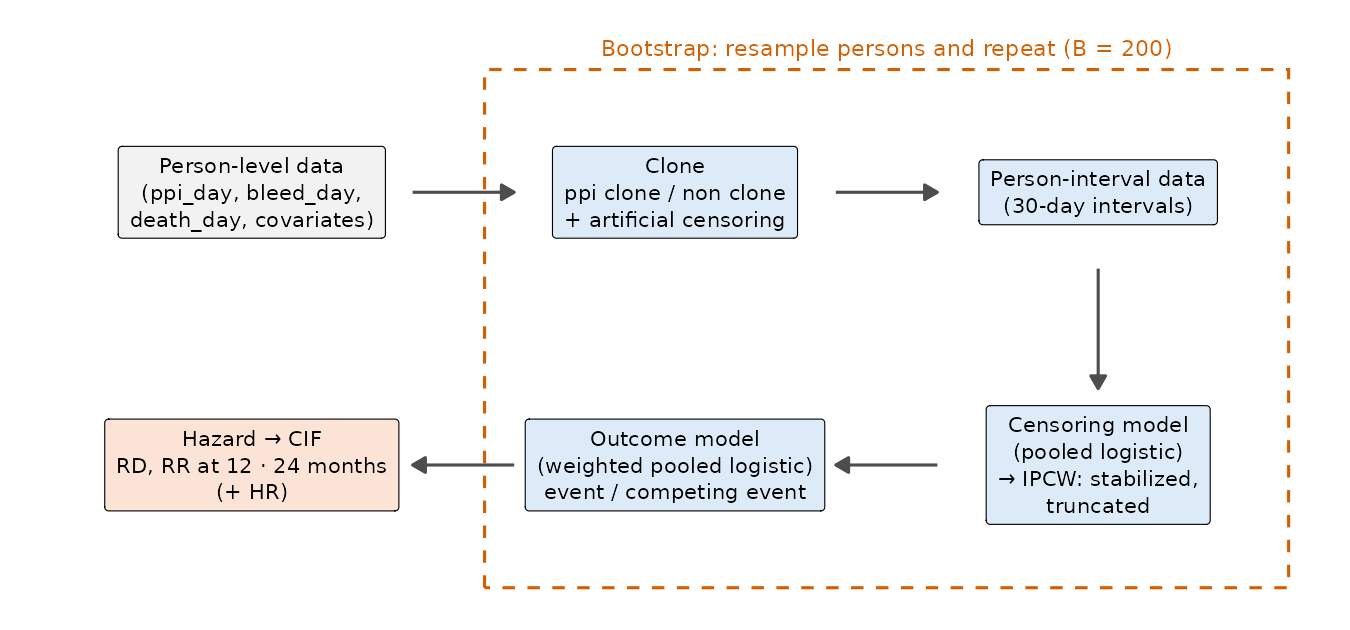 Bootstrap: resample persons and repeat (B = 200)
Person-level data
(ppi_day, bleed_day,
death_day, covariates)
Clone
ppi clone / non clone
+ artificial censoring
Person-interval data
(30-day intervals)
Censoring model
(pooled logistic)
→ IPCW: stabilized,
truncated
Outcome model
(weighted pooled logistic)
event / competing event
Hazard → CIF
RD, RR at 12 · 24 months
(+ HR)